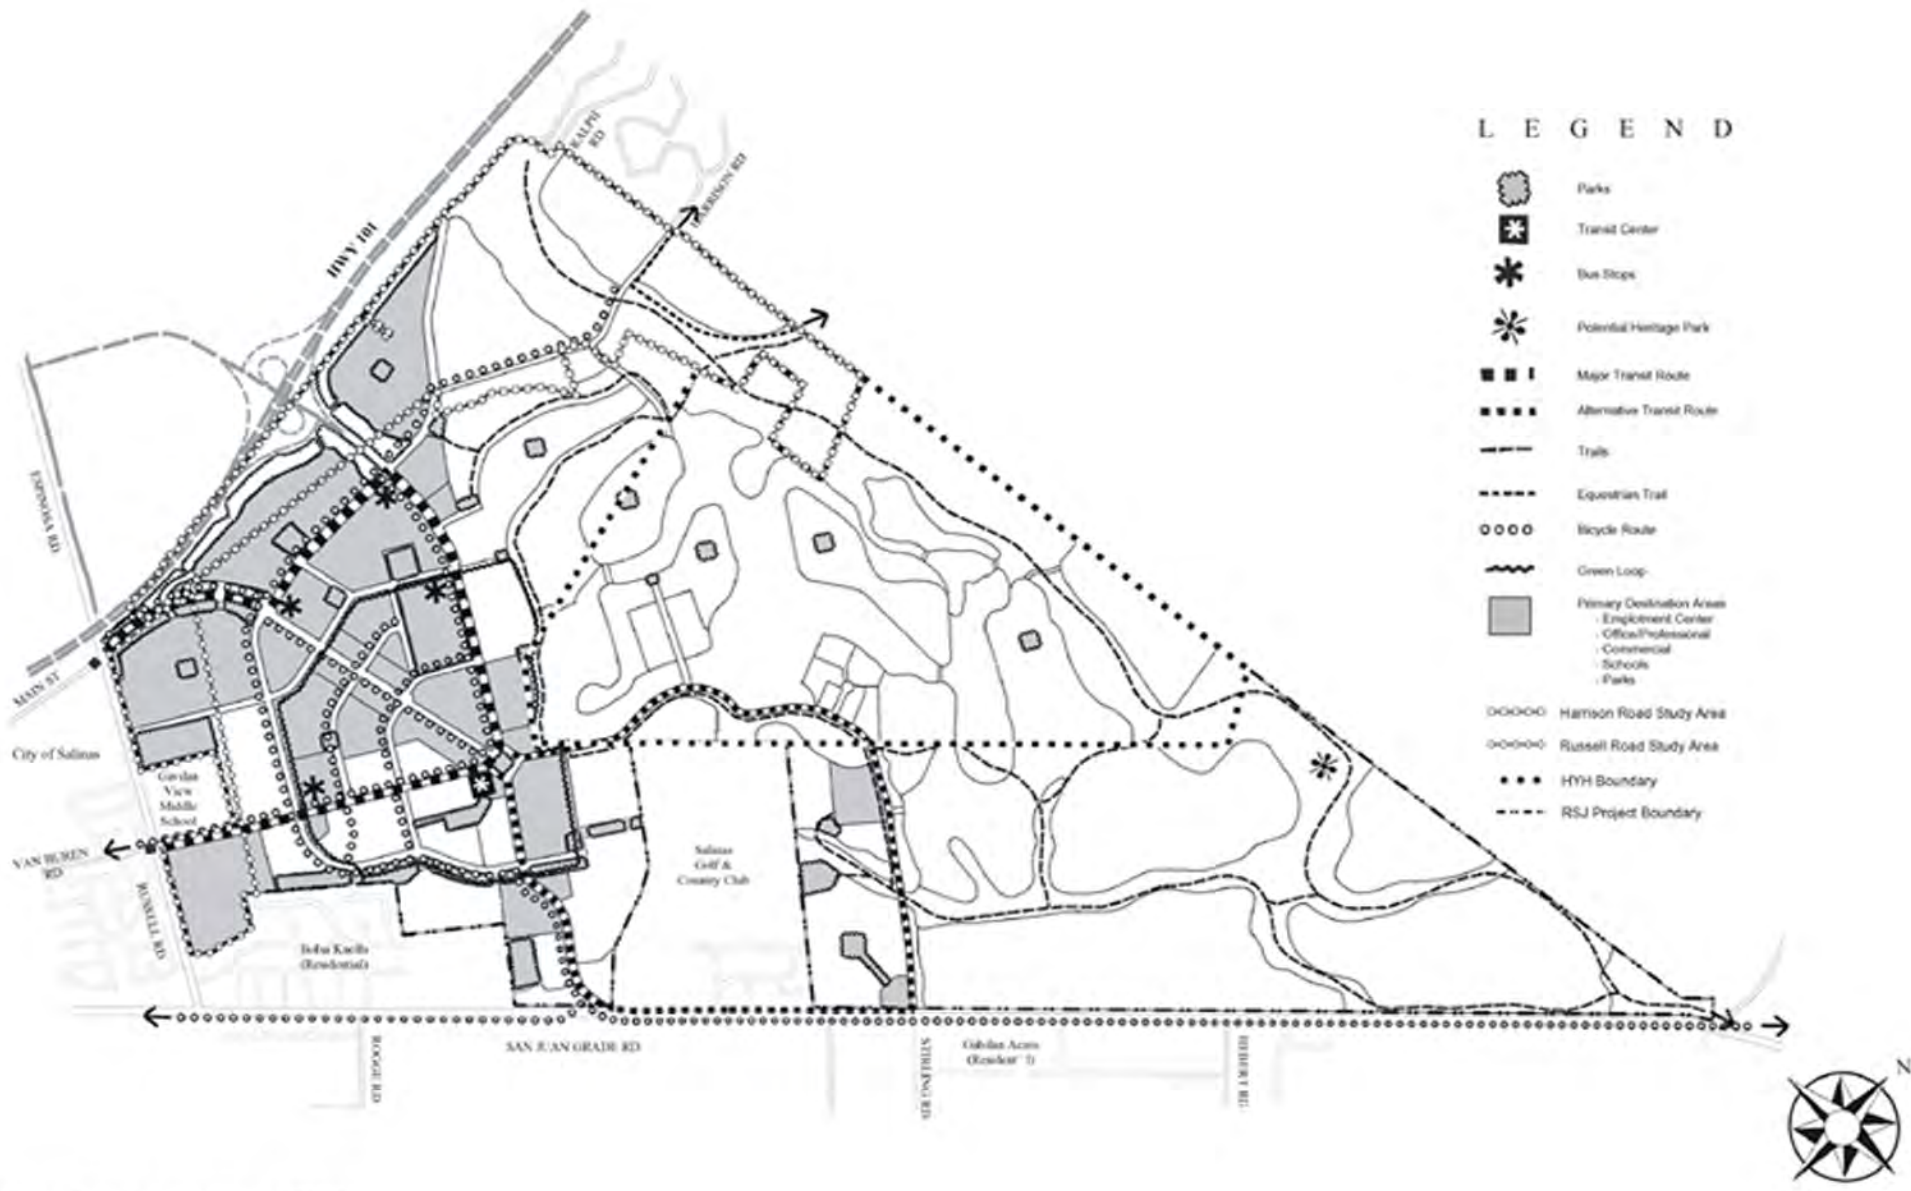 RALPH
RD
HARRISON RD
HWY 101
ESPINOSA RD
MAIN ST
City of Salinas
Gavilan
View
Middle
School
VAN BUREN
RD
RUSSELL RD
Bolsa Knolls
(Residential)
Salinas
Golf &
Country Club
SAN JUAN GRADE RD
ROGGE RD
STIRLING RD
Gabilan Acres
HEBERT RD
N
LEGEND
Parks
Transit Center
Bus Stops
Potential Heritage Park
Major Transit Route
Alternative Transit Route
Trails
Equestrian Trail
Bicycle Route
Green Loop
Primary Destination Areas
- Emplotment Center
- Office/Professional
- Commercial
- Schools
- Parks
Harrison Road Study Area
Russell Road Study Area
HYH Boundary
RSJ Project Boundary